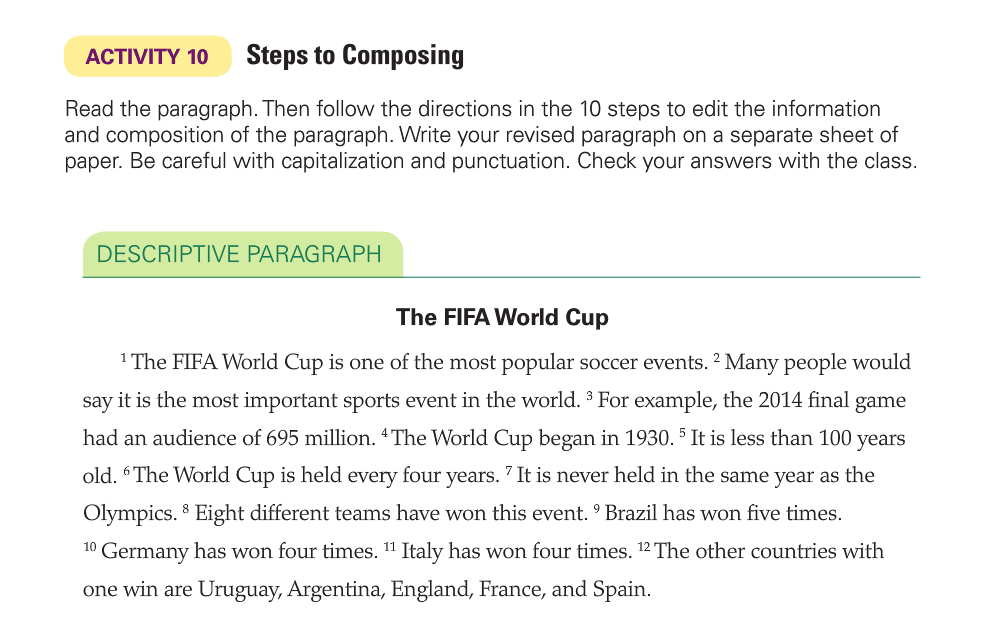 ACTIVITY 10 Steps to Composing
Read the paragraph. Then follow the directions in the 10 steps to edit the information
and composition of the paragraph. Write your revised paragraph on a separate sheet of
paper. Be careful with capitalization and punctuation. Check your answers with the class.
DESCRIPTIVE PARAGRAPH
The FIFA World Cup
1 The FIFA World Cup is one of the most popular soccer events. 2 Many people would
say it is the most important sports event in the world. 3 For example, the 2014 final game
had an audience of 695 million. 4 The World Cup began in 1930. 5 It is less than 100 years
old. 6 The World Cup is held every four years. 7 It is never held in the same year as the
Olympics. 8 Eight different teams have won this event. 9 Brazil has won five times.
10 Germany has won four times. 11 Italy has won four times. 12 The other countries with
one win are Uruguay, Argentina, England, France, and Spain.